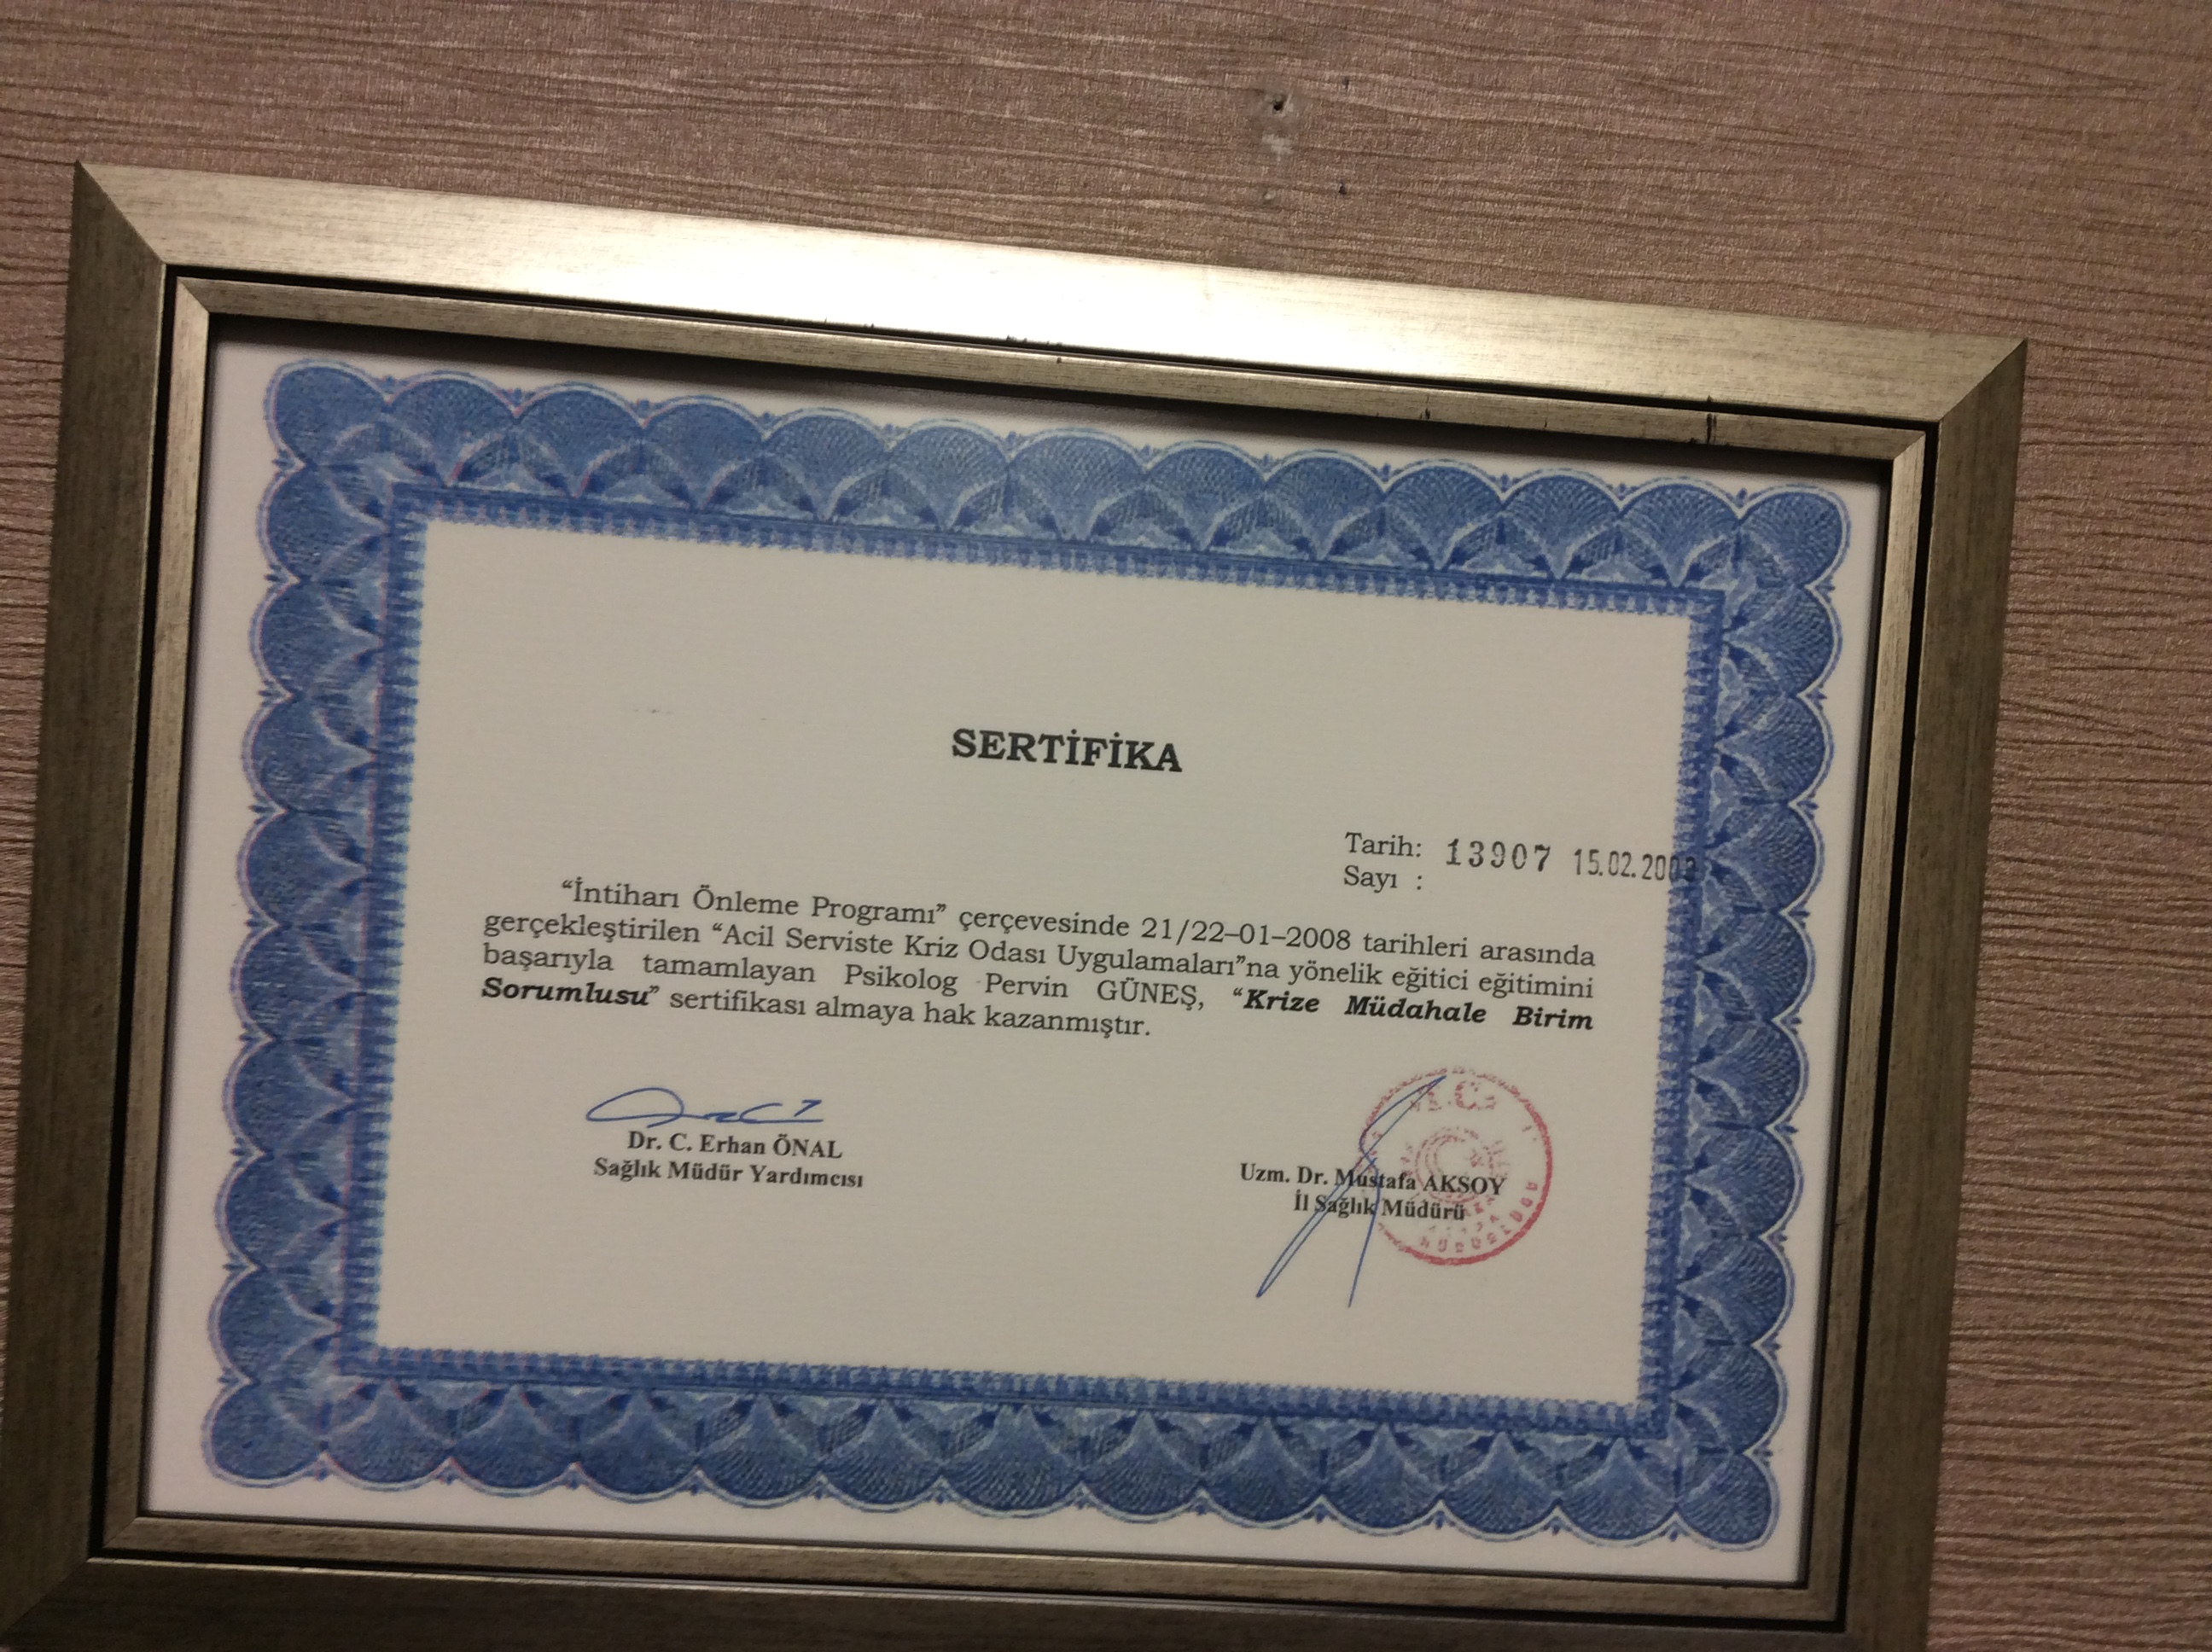 SERTİFİKA
Tarih: 13907 15.02.200
Sayı :
“İntiharı Önleme Programı” çerçevesinde 21/22–01–2008 tarihleri arasında
gerçekleştirilen “Acil Serviste Kriz Odası Uygulamaları”na yönelik eğitici eğitimini
başarıyla tamamlayan Psikolog Pervin GÜNEŞ, “Krize Müdahale Birim
Sorumlusu” sertifikası almaya hak kazanmıştır.
Dr. C. Erhan ÖNAL
Sağlık Müdür Yardımcısı
T.C.
Uzm. Dr. Mustafa AKSOY
İl Sağlık Müdürü